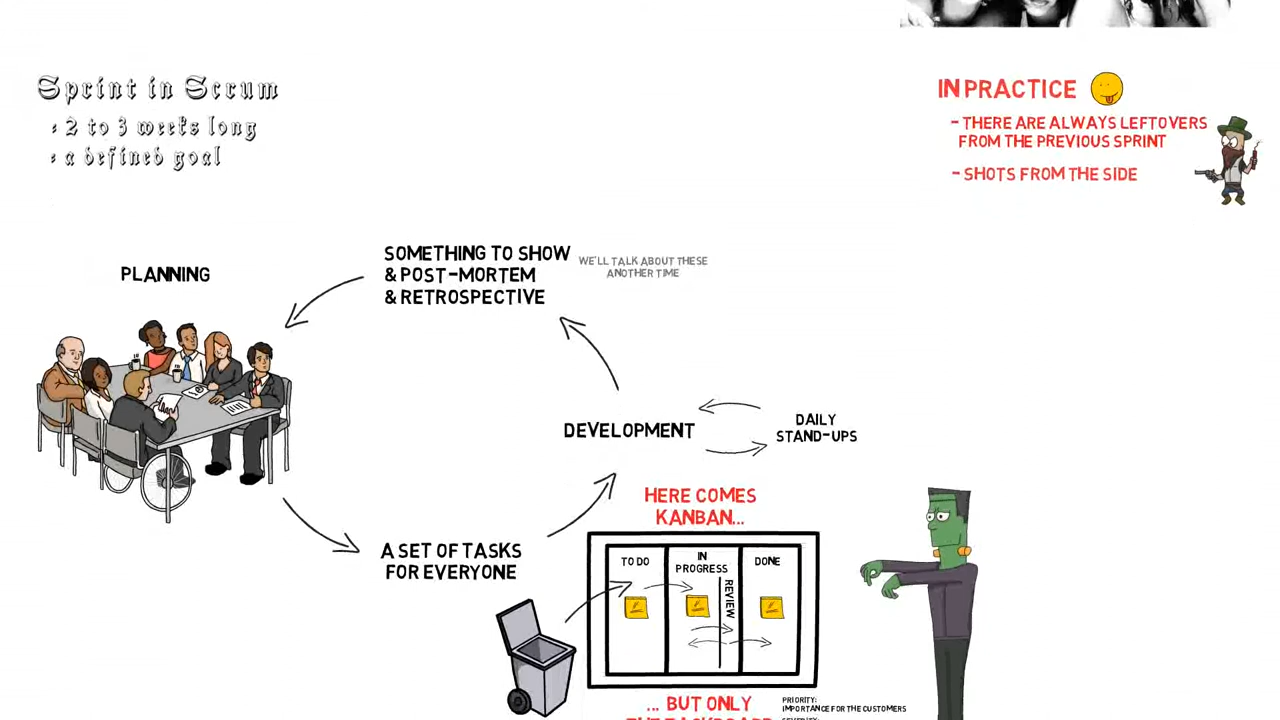 Sprint in Scrum
- 2 to 3 weeks long
- a defined goal
IN PRACTICE
- THERE ARE ALWAYS LEFTOVERS
FROM THE PREVIOUS SPRINT
- SHOTS FROM THE SIDE
PLANNING
SOMETHING TO SHOW
& POST-MORTEM
& RETROSPECTIVE
WE'LL TALK ABOUT THESE
ANOTHER TIME
DEVELOPMENT
DAILY
STAND-UPS
A SET OF TASKS
FOR EVERYONE
HERE COMES
KANBAN...
TO DO
IN
PROGRESS
REVIEW
DONE
... BUT ONLY
PRIORITY:
IMPORTANCE FOR THE CUSTOMERS